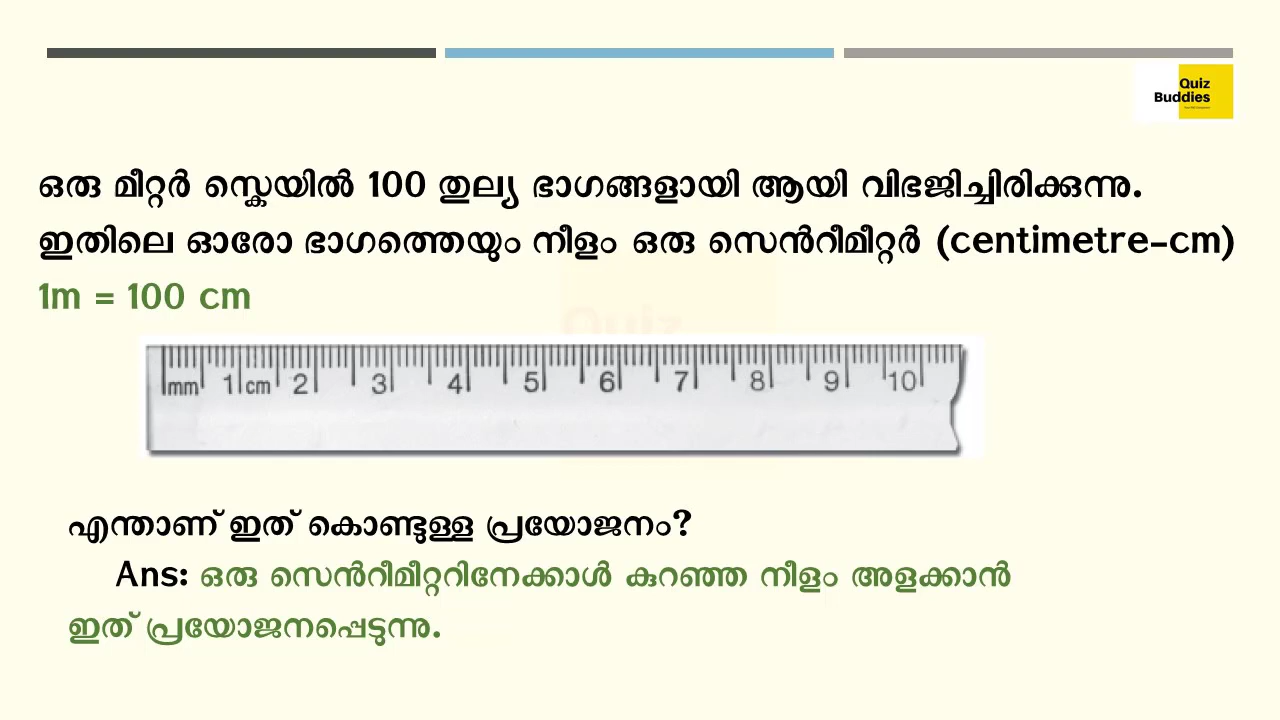 Quiz
Buddies
ഒരു മീറ്റർ സ്കെയിൽ 100 തുല്യ ഭാഗങ്ങളായി ആയി വിഭജിച്ചിരിക്കുന്നു.
ഇതിലെ ഓരോ ഭാഗത്തെയും നീളം ഒരു സെൻറീമീറ്റർ (centimetre-cm)
1m = 100 cm
Quiz
mm 1 cm 2 3 4 5 6 7 8 9 10
എന്താണ് ഇത് കൊണ്ടുള്ള പ്രയോജനം?
Ans: ഒരു സെൻറീമീറ്ററിനേക്കാൾ കുറഞ്ഞ നീളം അളക്കാൻ
ഇത് പ്രയോജനപ്പെടുന്നു.